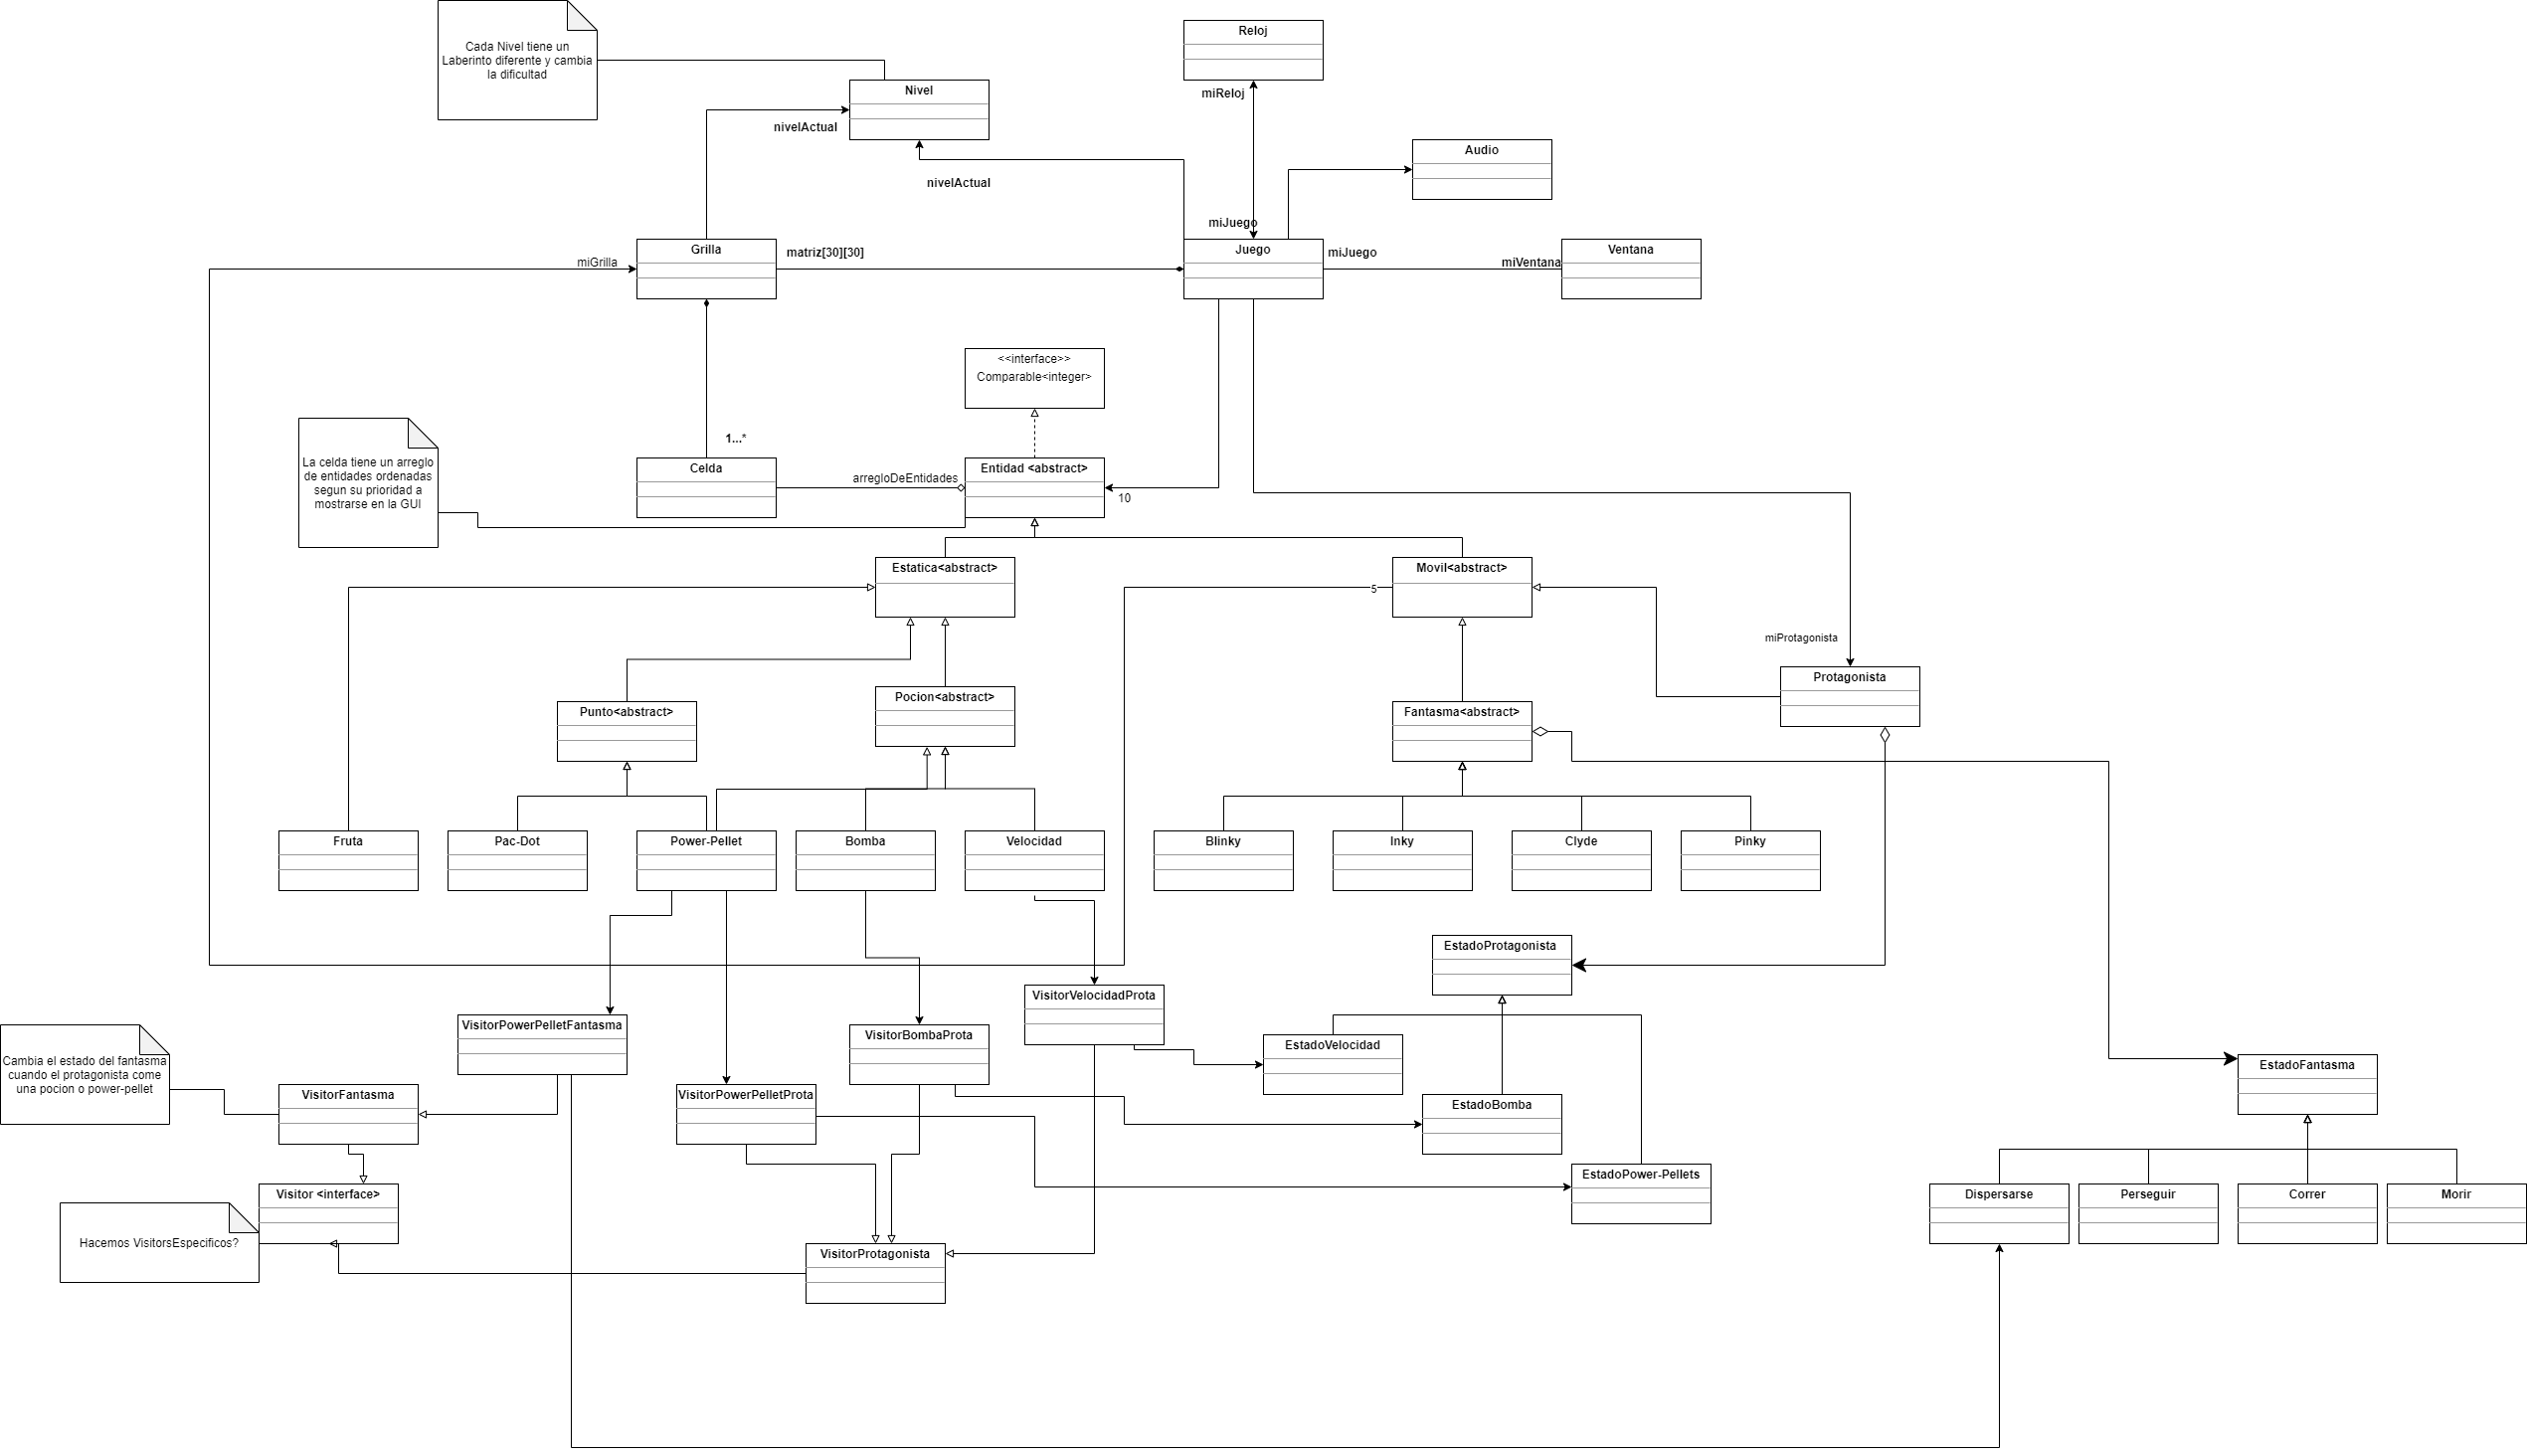 Cada Nivel tiene un
Laberinto diferente y cambia
la dificultad
Reloj
miReloj
Nivel
nivelActual
Audio
nivelActual
miJuego
Grilla
matriz[30][30]
Juego
miJuego
miVentana
Ventana
miGrilla
<<interface>>
Comparable<integer>
1...*
La celda tiene un arreglo
de entidades ordenadas
segun su prioridad a
mostrarse en la GUI
Celda
arregloDeEntidades
Entidad <abstract>
10
Estatica<abstract>
5
Movil<abstract>
miProtagonista
Protagonista
Punto<abstract>
Pocion<abstract>
Fantasma<abstract>
Fruta
Pac-Dot
Power-Pellet
Bomba
Velocidad
Blinky
Inky
Clyde
Pinky
EstadoProtagonista
VisitorVelocidadProta
VisitorPowerPelletFantasma
VisitorBombaProta
EstadoVelocidad
Cambia el estado del fantasma
cuando el protagonista come
una pocion o power-pellet
EstadoFantasma
VisitorFantasma
VisitorPowerPelletProta
EstadoBomba
EstadoPower-Pellets
Visitor <interface>
Dispersarse
Perseguir
Correr
Morir
Hacemos VisitorsEspecificos?
VisitorProtagonista